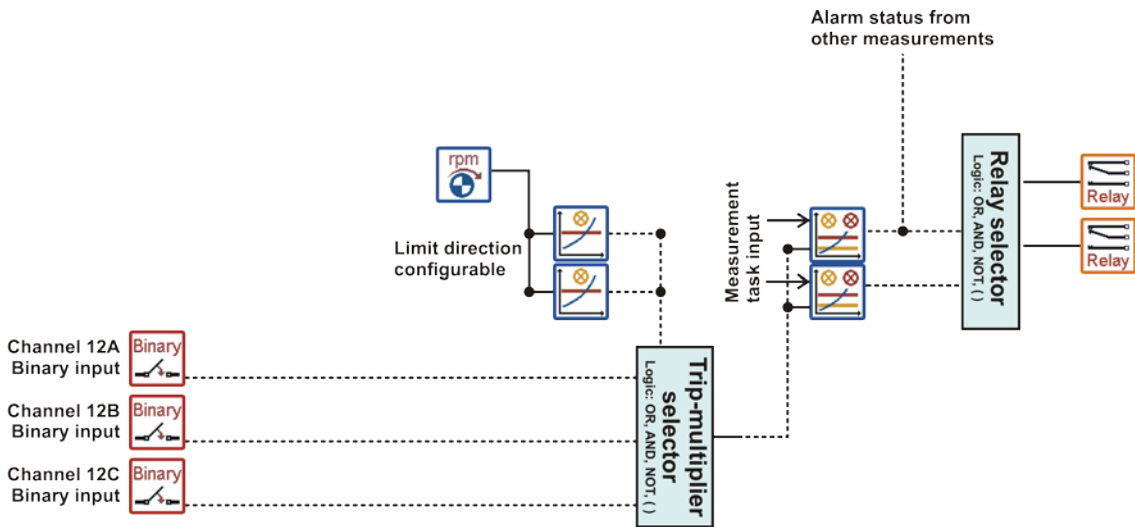 Alarm status from
other measurements
rpm
Limit direction
configurable
Measurement
task input
Relay selector
Logic: OR, AND, NOT, ( )
Relay
Relay
Channel 12A
Binary input
Binary
Channel 12B
Binary input
Binary
Channel 12C
Binary input
Binary
Trip-multiplier
selector
Logic: OR, AND, NOT, ( )